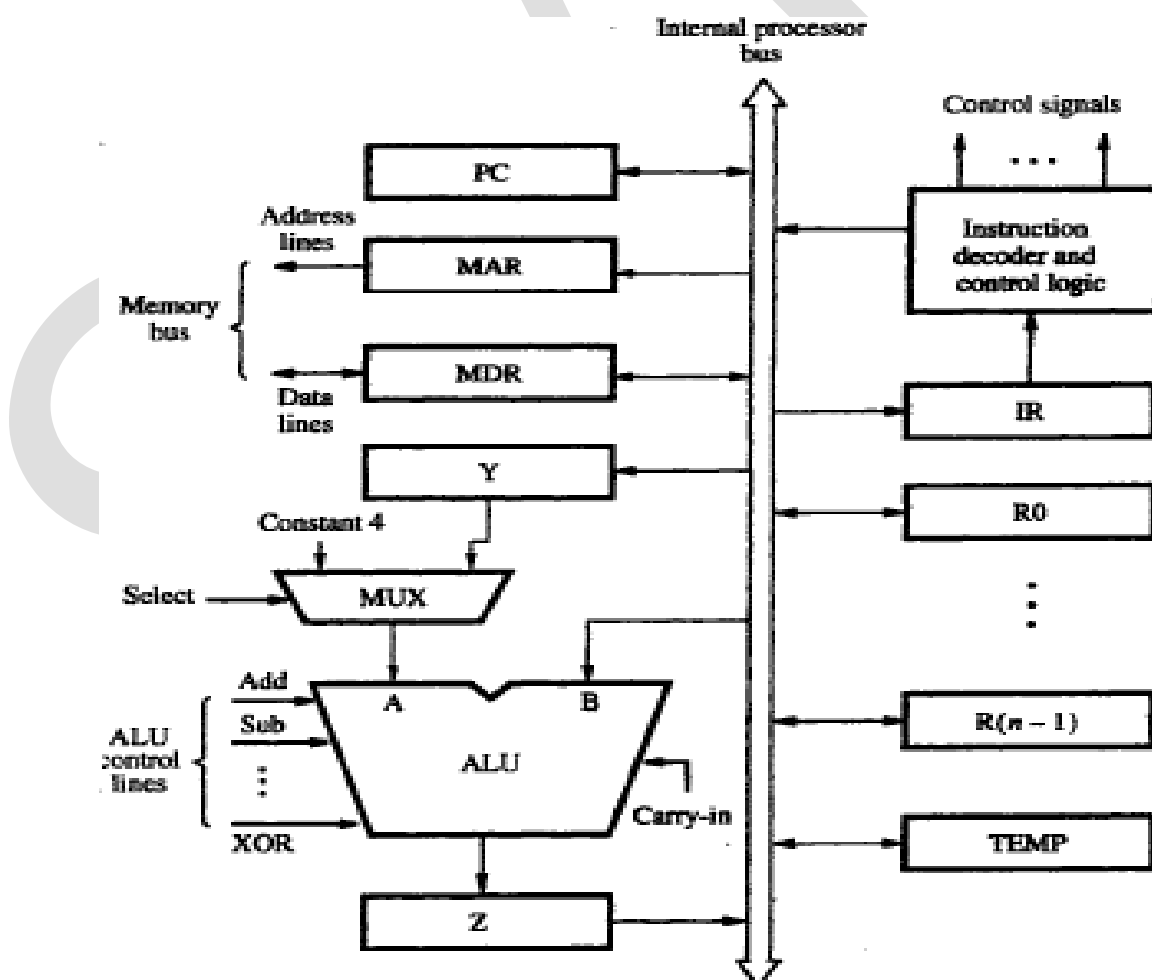 Internal processor
bus
Control signals
PC
Address
lines
MAR
Instruction
decoder and
control logic
Memory
bus
MDR
Data
lines
IR
Y
R0
Constant 4
Select
MUX
Add
A
B
R(n − 1)
Sub
ALU
control
lines
ALU
Carry-in
XOR
TEMP
Z